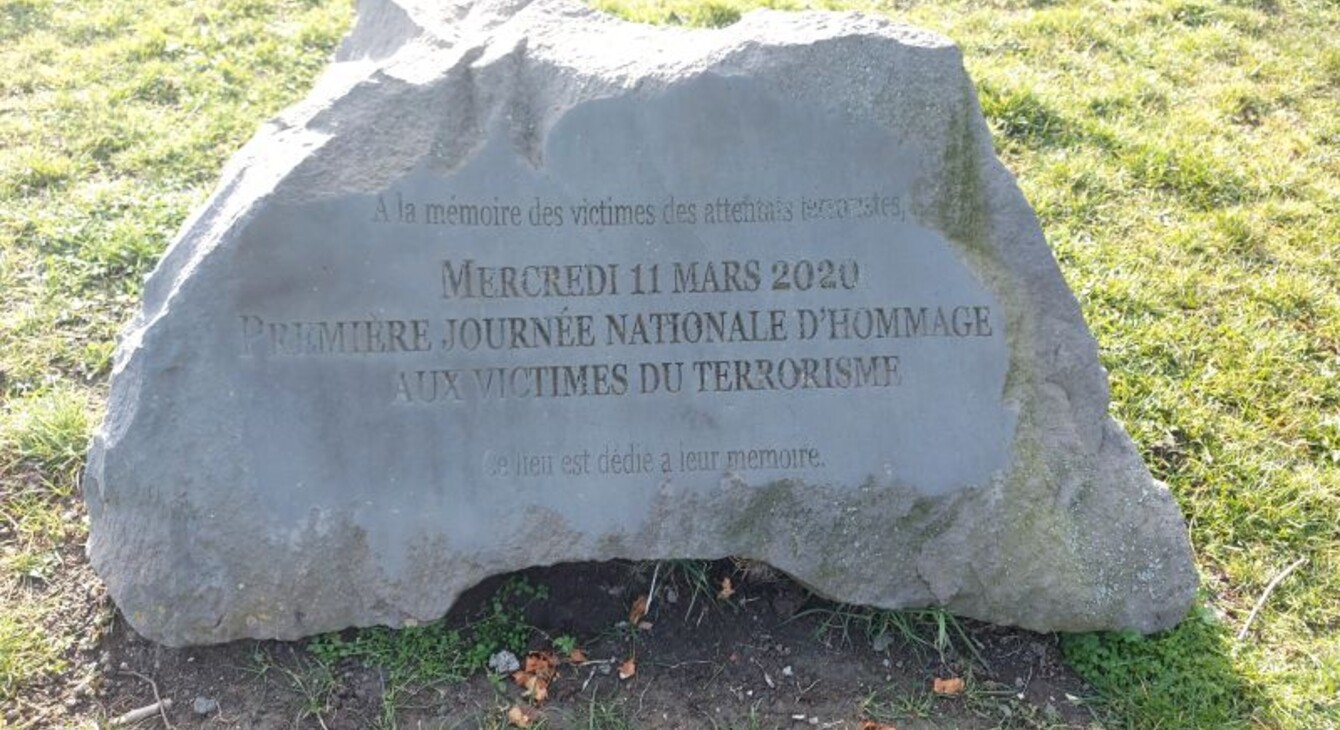 A la mémoire des victimes des attentats terroristes,
MERCREDI 11 MARS 2020
PREMIÈRE JOURNÉE NATIONALE D'HOMMAGE
AUX VICTIMES DU TERRORISME
Ce lieu est dédié à leur mémoire.